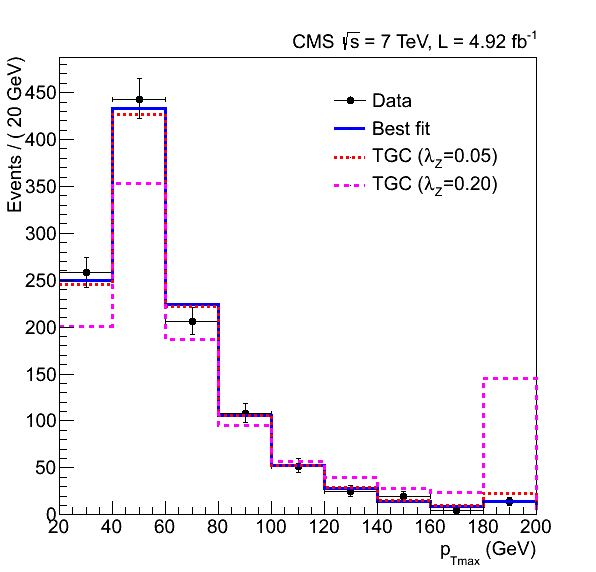 CMS √s = 7 TeV, L = 4.92 fb⁻¹
Events / ( 20 GeV)
450
400
350
300
250
200
150
100
50
0
Data
Best fit
TGC (λ_Z=0.05)
TGC (λ_Z=0.20)
20 40 60 80 100 120 140 160 180 200
p_Tmax (GeV)